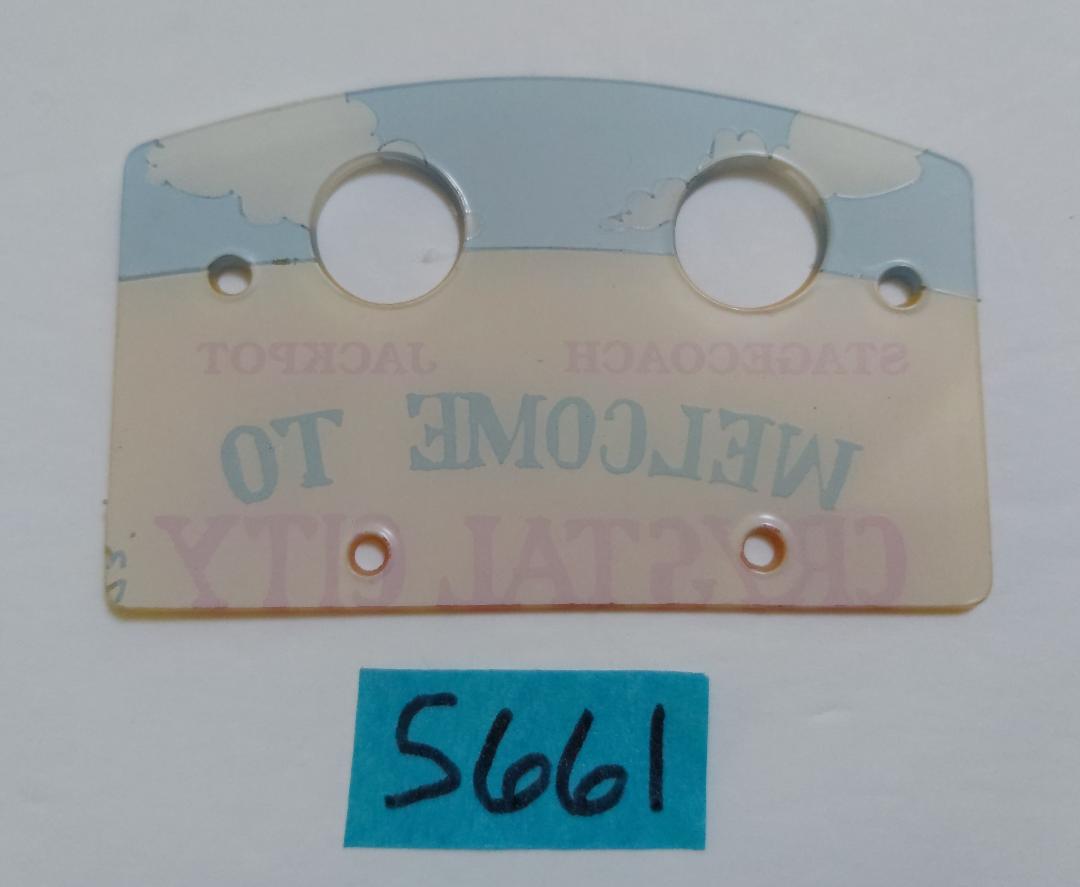 STAGECOACH JACKPOT
WELCOME TO
CRYSTAL CITY
5661